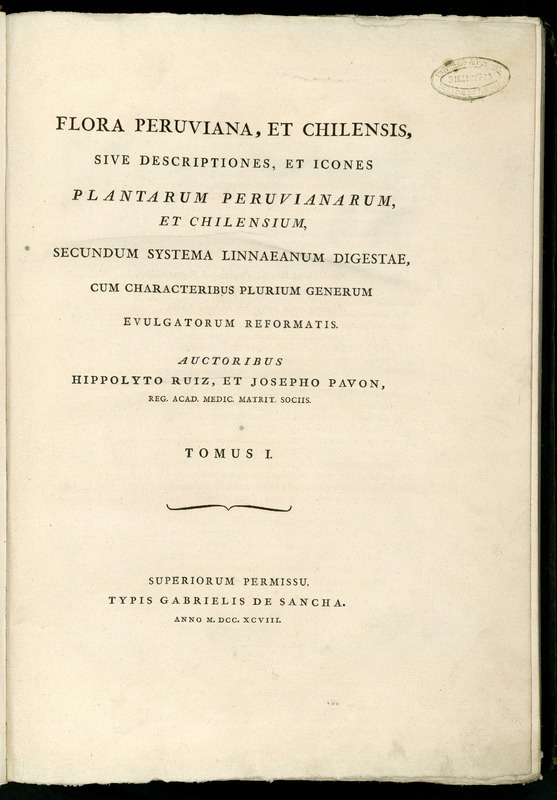 FLORA PERUVIANA, ET CHILENSIS,
SIVE DESCRIPTIONES, ET ICONES
PLANTARUM PERUVIANARUM,
ET CHILENSIUM,
SECUNDUM SYSTEMA LINNAEANUM DIGESTAE,
CUM CHARACTERIBUS PLURIUM GENERUM
EVULGATORUM REFORMATIS.
AUCTORIBUS
HIPPOLYTO RUIZ, ET JOSEPHO PAVON,
REG. ACAD. MEDIC. MATRIT. SOCIIS.
TOMUS I.
SUPERIORUM PERMISSU.
TYPIS GABRIELIS DE SANCHA.
ANNO M. DCC. XCVIII.